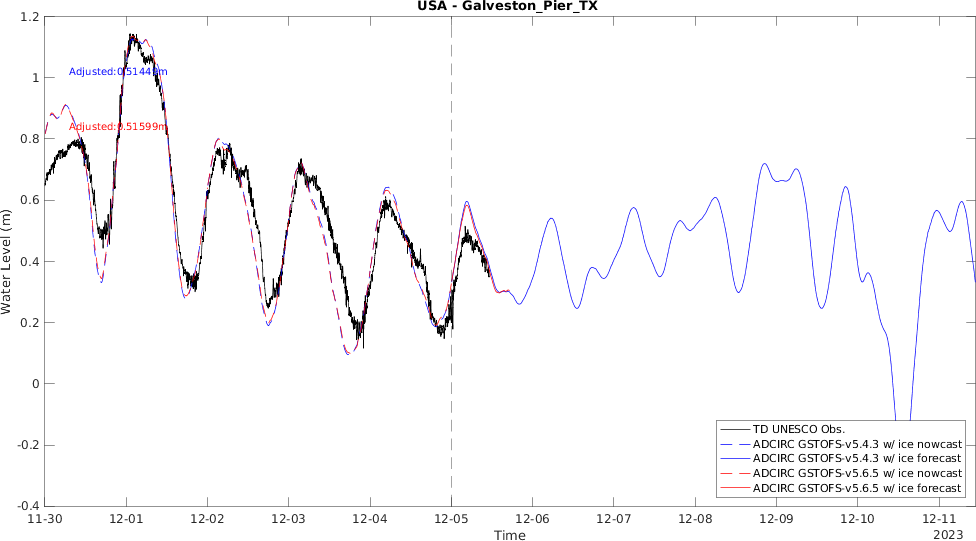 USA - Galveston_Pier_TX
1.2
1
0.8
0.6
0.4
0.2
0
-0.2
-0.4
Water Level (m)
Adjusted:0.51599m
TD UNESCO Obs.
ADCIRC GSTOFS-v5.4.3 w/ ice nowcast
ADCIRC GSTOFS-v5.4.3 w/ ice forecast
ADCIRC GSTOFS-v5.6.5 w/ ice nowcast
ADCIRC GSTOFS-v5.6.5 w/ ice forecast
11-30 12-01 12-02 12-03 12-04 12-05 12-06 12-07 12-08 12-09 12-10 12-11
Time
2023